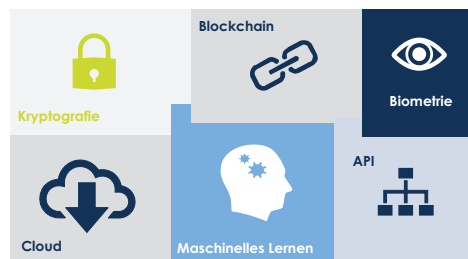 Blockchain
Biometrie
Kryptografie
API
Cloud
Maschinelles Lernen